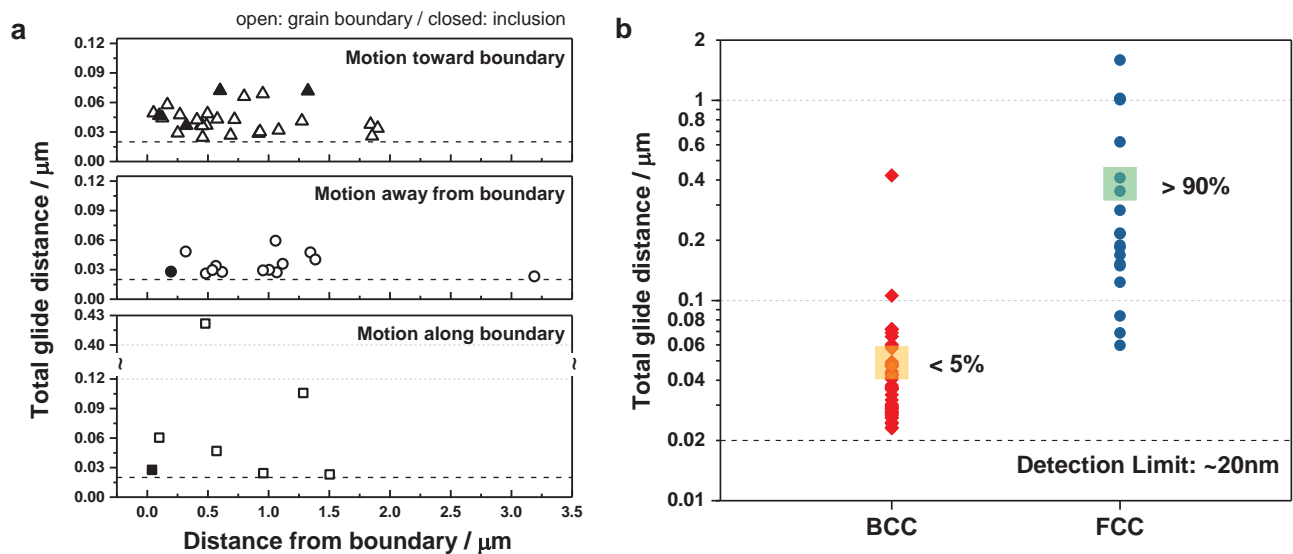 open: grain boundary / closed: inclusion
a
Total glide distance / μm
0.12
0.09
0.06
0.03
0.00
Motion toward boundary
0.12
0.09
0.06
0.03
0.00
Motion away from boundary
0.43
0.40
0.12
0.09
0.06
0.03
0.00
Motion along boundary
0.0 0.5 1.0 1.5 2.0 2.5 3.0 3.5
Distance from boundary / μm
b
Total glide distance / μm
2
1
0.8
0.6
0.4
0.2
0.1
0.08
0.06
0.04
0.02
0.01
> 90%
< 5%
Detection Limit: ~20nm
BCC FCC